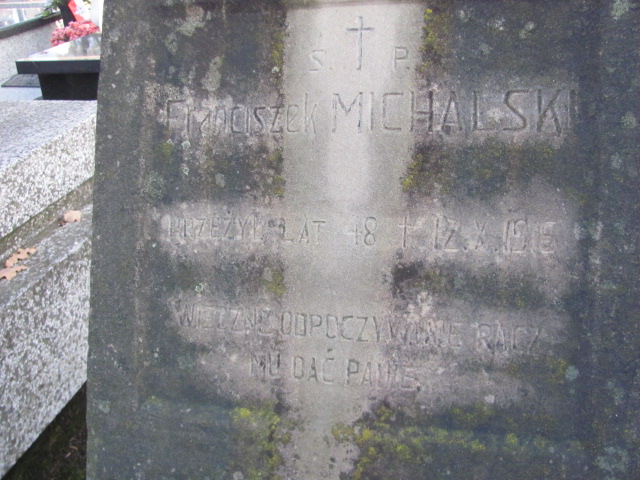 Ś. † P.
Franciszek MICHALSKI
PRZEŻYŁ LAT 48 † 12.X.1916
WIECZNE ODPOCZYWANIE RACZ
MU DAĆ PANIE